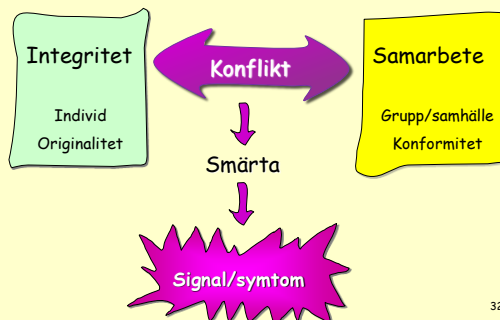 Integritet
Individ
Originalitet
Konflikt
Samarbete
Grupp/samhälle
Konformitet
Smärta
Signal/symtom
32